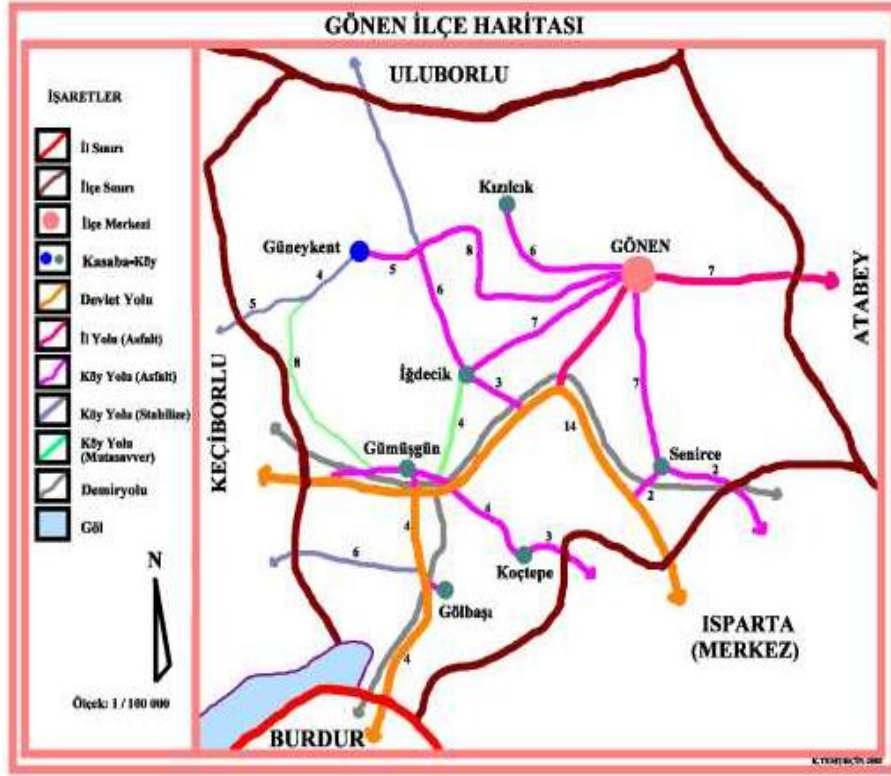 GÖNEN İLÇE HARİTASI
İŞARETLER
İl Sınırı
İlçe Sınırı
İlçe Merkezi
Kasaba-Köy
Devlet Yolu
İl Yolu (Asfalt)
Köy Yolu (Asfalt)
Köy Yolu (Stabilize)
Köy Yolu
(Mutasavver)
Demiryolu
Göl
N
Ölçek: 1 / 100 000
ULUBORLU
Kızılcık
Güneykent
GÖNEN
4
5
8
6
7
5
6
7
ATABEY
8
İğdecik
3
7
4
14
KEÇİBORLU
Gümüşgün
Senirce
2
2
4
4
3
6
Koçtepe
Gölbaşı
4
ISPARTA
(MERKEZ)
BURDUR